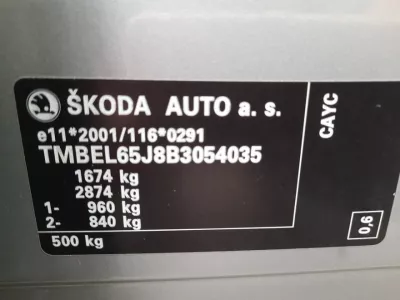 ŠKODA AUTO a. s.
e11*2001/116*0291
TMBEL65J8B3054035
1674 kg
2874 kg
1- 960 kg
2- 840 kg
500 kg
CAYC
0,6